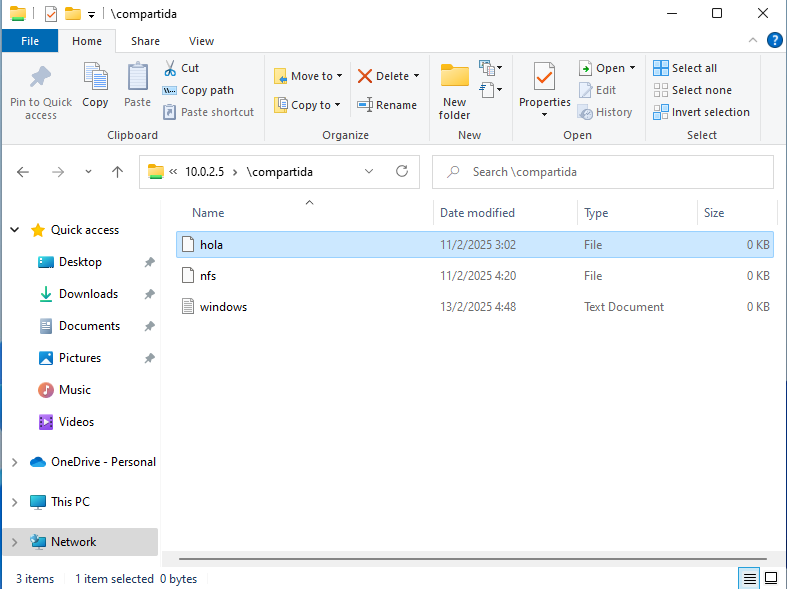 \compartida
File Home Share View
Pin to Quick access
Copy
Paste
Cut
Copy path
Paste shortcut
Clipboard
Move to
Copy to
Delete
Rename
Organize
New folder
New
Properties
Open
Edit
History
Open
Select all
Select none
Invert selection
Select
« 10.0.2.5 › \compartida
Search \compartida
Quick access
Desktop
Downloads
Documents
Pictures
Music
Videos
OneDrive - Personal
This PC
Network
Name Date modified Type Size
hola 11/2/2025 3:02 File 0 KB
nfs 11/2/2025 4:20 File 0 KB
windows 13/2/2025 4:48 Text Document 0 KB
3 items 1 item selected 0 bytes